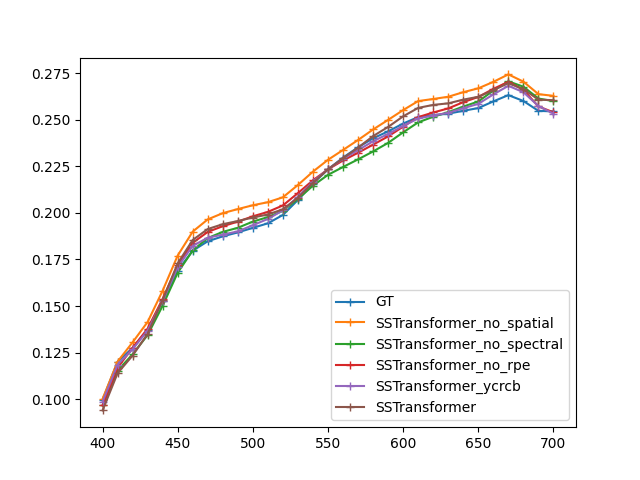 0.275
0.250
0.225
0.200
0.175
0.150
0.125
0.100
GT
SSTransformer_no_spatial
SSTransformer_no_spectral
SSTransformer_no_rpe
SSTransformer_ycrcb
SSTransformer
400 450 500 550 600 650 700